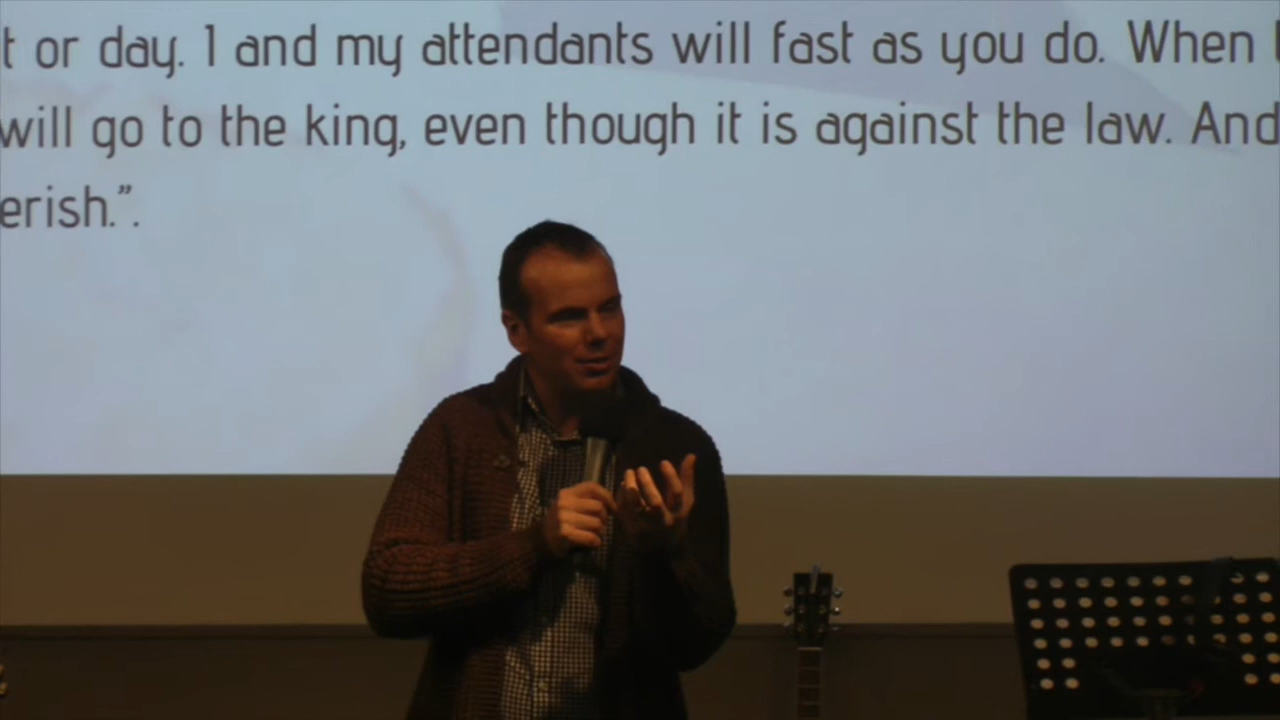 t or day. I and my attendants will fast as you do. When
will go to the king, even though it is against the law. And
erish.”.